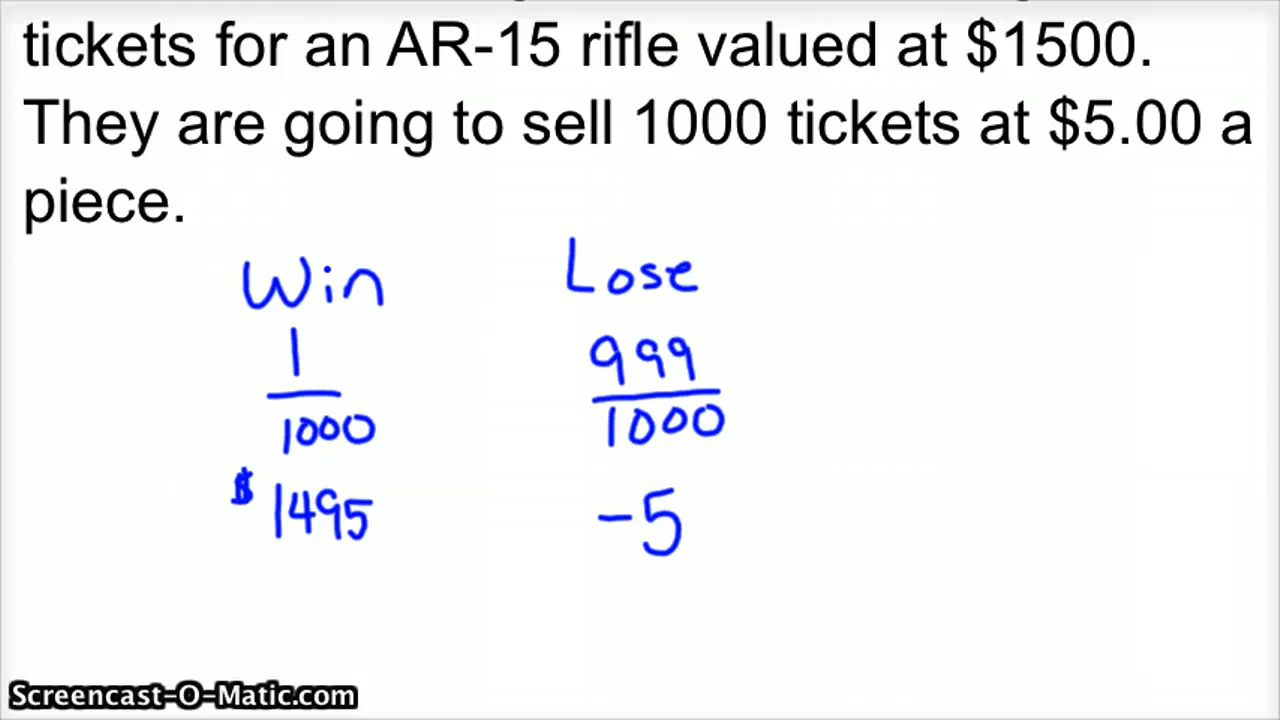 tickets for an AR-15 rifle valued at $1500.
They are going to sell 1000 tickets at $5.00 a
piece.
Win Lose
1 999
1000 1000
$1495 -5
Screencast-O-Matic.com